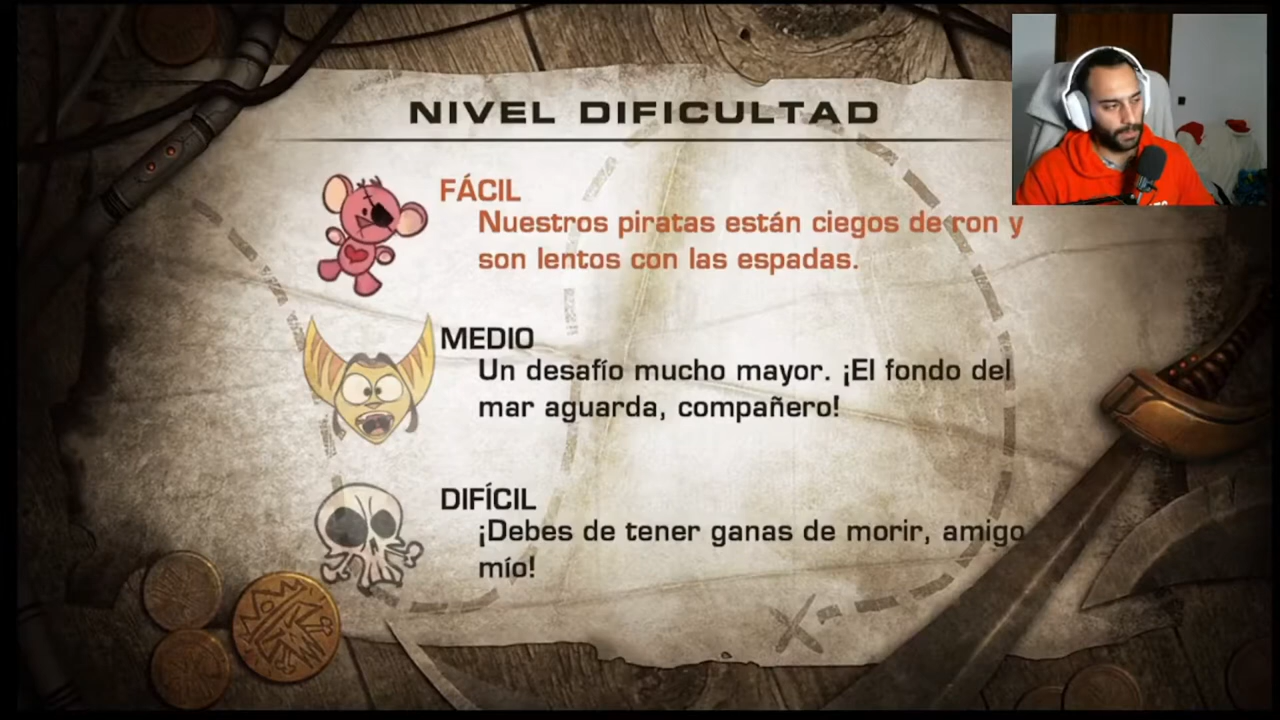 NIVEL DIFICULTAD
FÁCIL
Nuestros piratas están ciegos de ron y
son lentos con las espadas.
MEDIO
Un desafío mucho mayor. ¡El fondo del
mar aguarda, compañero!
DIFÍCIL
¡Debes de tener ganas de morir, amigo
mío!